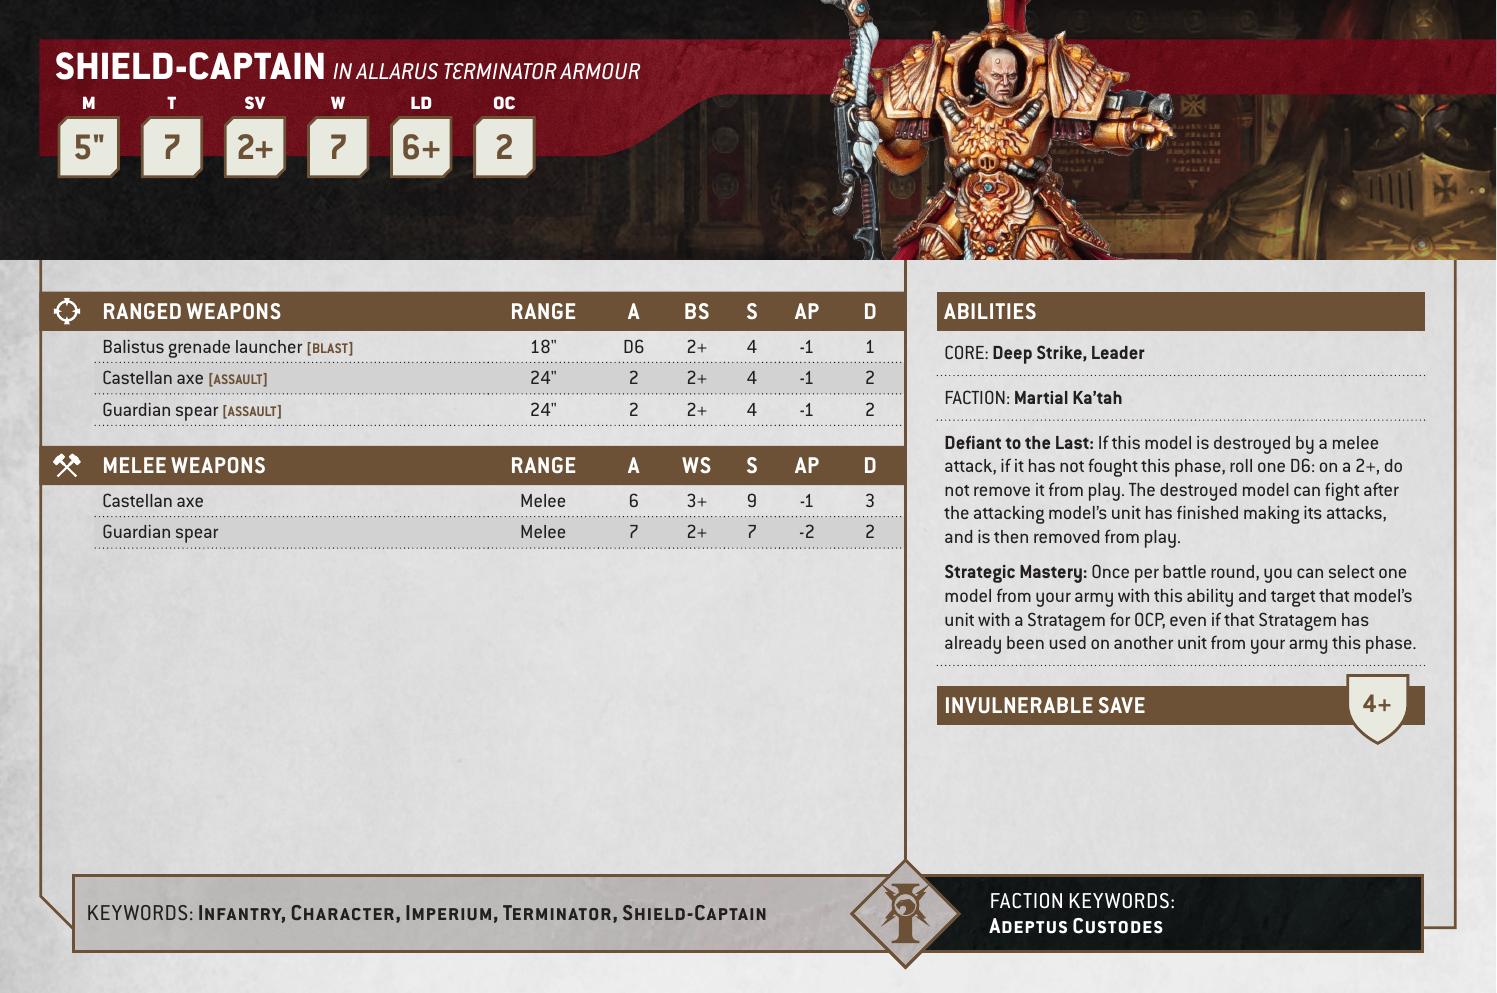 SHIELD-CAPTAIN IN ALLARUS TERMINATOR ARMOUR
M T SV W LD OC
5" 7 2+ 7 6+ 2
RANGED WEAPONS RANGE A BS S AP D
Balistus grenade launcher [BLAST] 18" D6 2+ 4 -1 1
Castellan axe [ASSAULT] 24" 2 2+ 4 -1 2
Guardian spear [ASSAULT] 24" 2 2+ 4 -1 2
MELEE WEAPONS RANGE A WS S AP D
Castellan axe Melee 6 3+ 9 -1 3
Guardian spear Melee 7 2+ 7 -2 2
ABILITIES
CORE: Deep Strike, Leader
FACTION: Martial Ka’tah
Defiant to the Last: If this model is destroyed by a melee
attack, if it has not fought this phase, roll one D6: on a 2+, do
not remove it from play. The destroyed model can fight after
the attacking model’s unit has finished making its attacks,
and is then removed from play.
Strategic Mastery: Once per battle round, you can select one
model from your army with this ability and target that model’s
unit with a Stratagem for 0CP, even if that Stratagem has
already been used on another unit from your army this phase.
INVULNERABLE SAVE 4+
KEYWORDS: INFANTRY, CHARACTER, IMPERIUM, TERMINATOR, SHIELD-CAPTAIN
FACTION KEYWORDS:
ADEPTUS CUSTODES